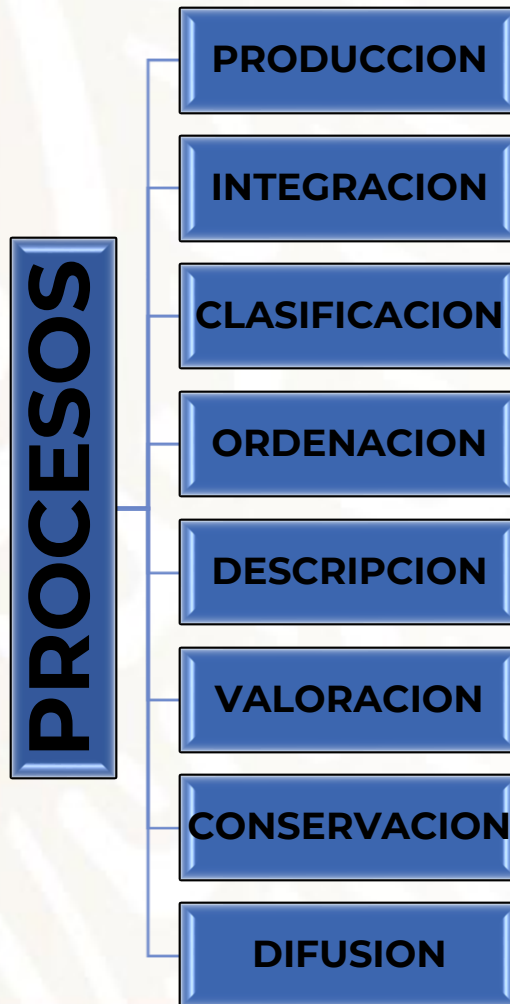 PROCESOS
PRODUCCION
INTEGRACION
CLASIFICACION
ORDENACION
DESCRIPCION
VALORACION
CONSERVACION
DIFUSION